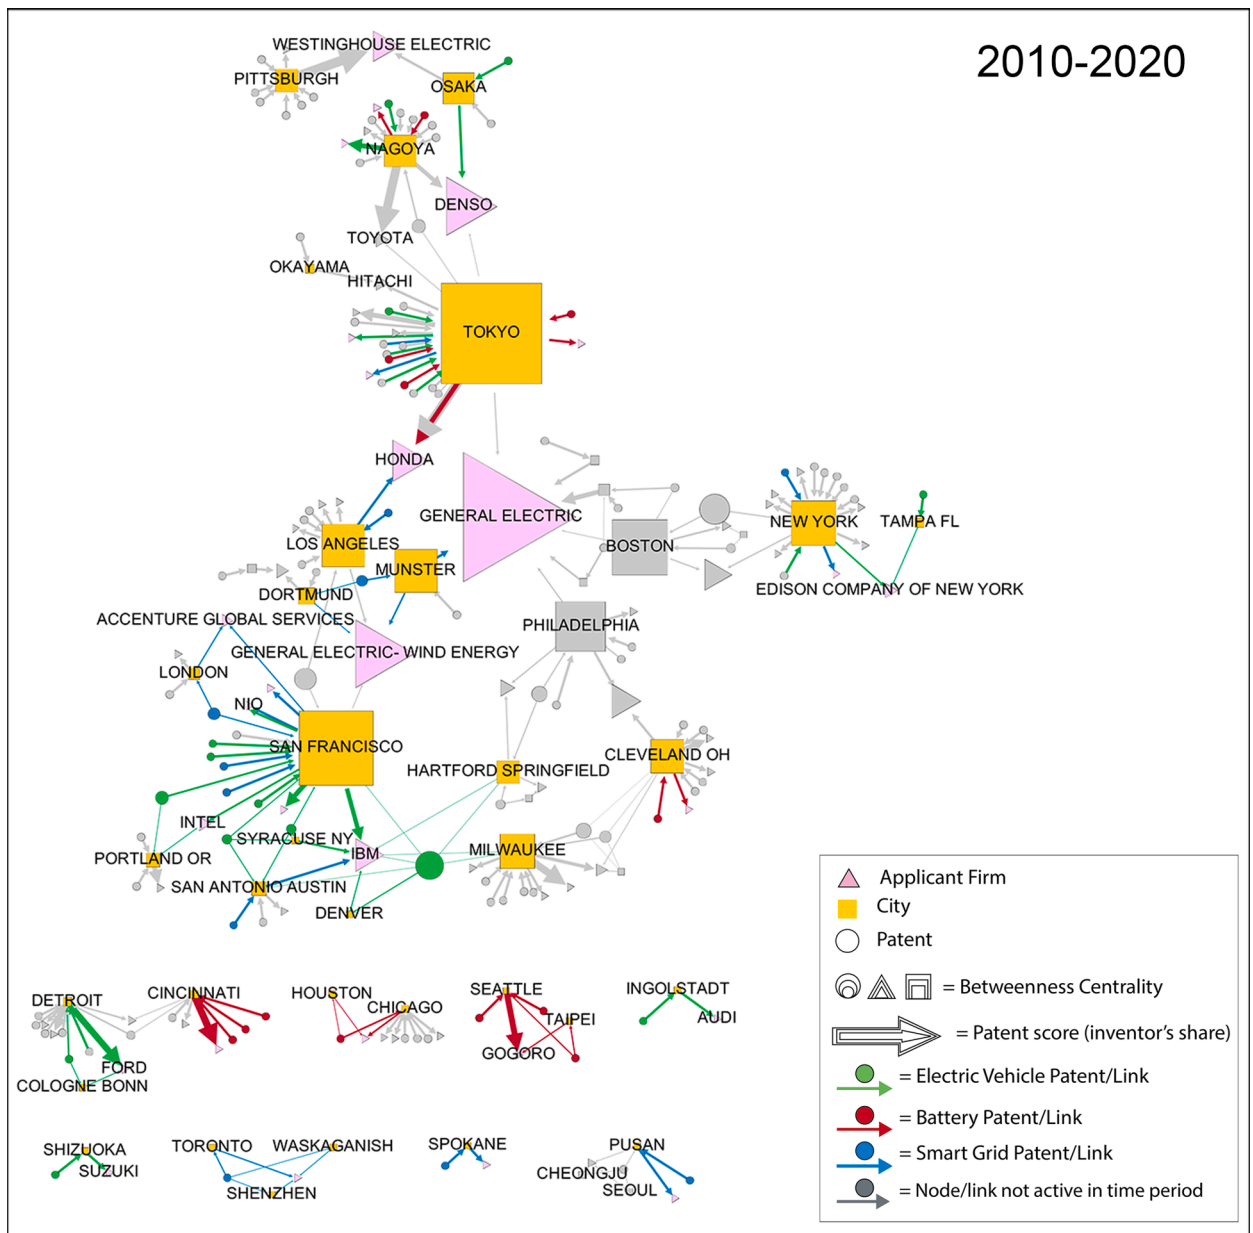 2010-2020
WESTINGHOUSE ELECTRIC
PITTSBURGH
OSAKA
NAGOYA
DENSO
TOYOTA
OKAYAMA
HITACHI
TOKYO
HONDA
GENERAL ELECTRIC
NEW YORK
TAMPA FL
LOS ANGELES
BOSTON
MUNSTER
DORTMUND
EDISON COMPANY OF NEW YORK
ACCENTURE GLOBAL SERVICES
PHILADELPHIA
GENERAL ELECTRIC- WIND ENERGY
LONDON
NIO
SAN FRANCISCO
CLEVELAND OH
HARTFORD SPRINGFIELD
INTEL
SYRACUSE NY
IBM
MILWAUKEE
PORTLAND OR
SAN ANTONIO AUSTIN
DENVER
Applicant Firm
City
Patent
= Betweenness Centrality
= Patent score (inventor's share)
= Electric Vehicle Patent/Link
= Battery Patent/Link
= Smart Grid Patent/Link
= Node/link not active in time period
DETROIT
CINCINNATI
HOUSTON
CHICAGO
SEATTLE
TAIPEI
INGOLSTADT
AUDI
GOGORO
FORD
COLOGNE BONN
SHIZUOKA
SUZUKI
TORONTO
WASKAGANISH
SHENZHEN
SPOKANE
PUSAN
CHEONGJU
SEOUL